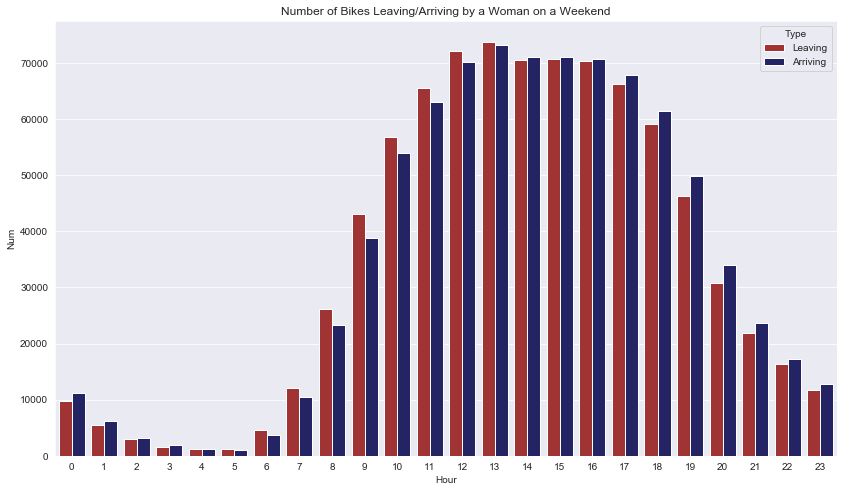 Number of Bikes Leaving/Arriving by a Woman on a Weekend
Type
Leaving
Arriving
Num
70000
60000
50000
40000
30000
20000
10000
0
0 1 2 3 4 5 6 7 8 9 10 11 12 13 14 15 16 17 18 19 20 21 22 23
Hour